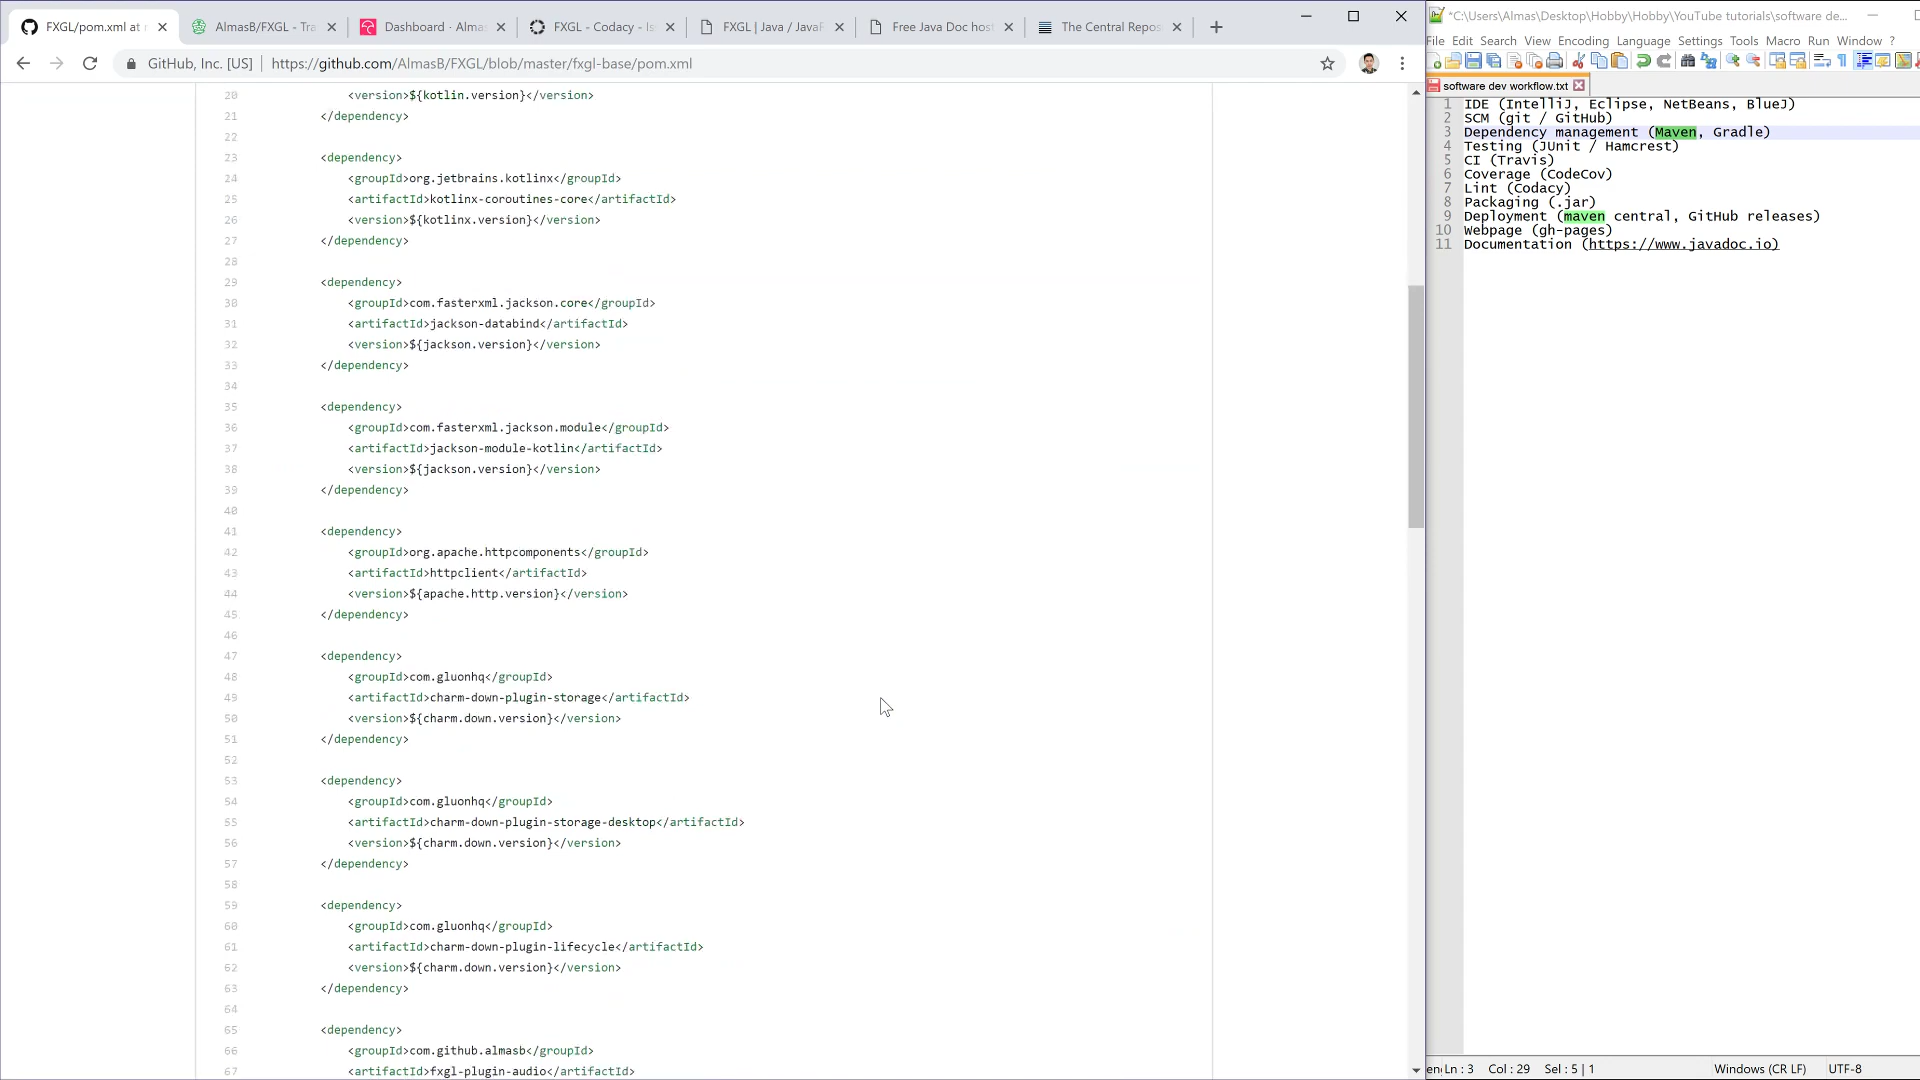 FXGL/pom.xml at m
AlmasB/FXGL - Tra
Dashboard · Almas
FXGL - Codacy - Is
FXGL | Java / JavaF
Free Java Doc host
The Central Repos
GitHub, Inc. [US]
https://github.com/AlmasB/FXGL/blob/master/fxgl-base/pom.xml
20 <version>${kotlin.version}</version>
21 </dependency>
22
23 <dependency>
24 <groupId>org.jetbrains.kotlinx</groupId>
25 <artifactId>kotlinx-coroutines-core</artifactId>
26 <version>${kotlinx.version}</version>
27 </dependency>
28
29 <dependency>
30 <groupId>com.fasterxml.jackson.core</groupId>
31 <artifactId>jackson-databind</artifactId>
32 <version>${jackson.version}</version>
33 </dependency>
34
35 <dependency>
36 <groupId>com.fasterxml.jackson.module</groupId>
37 <artifactId>jackson-module-kotlin</artifactId>
38 <version>${jackson.version}</version>
39 </dependency>
40
41 <dependency>
42 <groupId>org.apache.httpcomponents</groupId>
43 <artifactId>httpclient</artifactId>
44 <version>${apache.http.version}</version>
45 </dependency>
46
47 <dependency>
48 <groupId>com.gluonhq</groupId>
49 <artifactId>charm-down-plugin-storage</artifactId>
50 <version>${charm.down.version}</version>
51 </dependency>
52
53 <dependency>
54 <groupId>com.gluonhq</groupId>
55 <artifactId>charm-down-plugin-storage-desktop</artifactId>
56 <version>${charm.down.version}</version>
57 </dependency>
58
59 <dependency>
60 <groupId>com.gluonhq</groupId>
61 <artifactId>charm-down-plugin-lifecycle</artifactId>
62 <version>${charm.down.version}</version>
63 </dependency>
64
65 <dependency>
66 <groupId>com.github.almasb</groupId>
67 <artifactId>fxgl-plugin-audio</artifactId>
*C:\Users\Almas\Desktop\Hobby\Hobby\YouTube tutorials\software de...
File Edit Search View Encoding Language Settings Tools Macro Run Window ?
software dev workflow.txt
1 IDE (IntelliJ, Eclipse, NetBeans, BlueJ)
2 SCM (git / GitHub)
3 Dependency management (Maven, Gradle)
4 Testing (JUnit / Hamcrest)
5 CI (Travis)
6 Coverage (CodeCov)
7 Lint (Codacy)
8 Packaging (.jar)
9 Deployment (maven central, GitHub releases)
10 Webpage (gh-pages)
11 Documentation (https://www.javadoc.io)
en Ln : 3 Col : 29 Sel : 5 | 1 Windows (CR LF) UTF-8